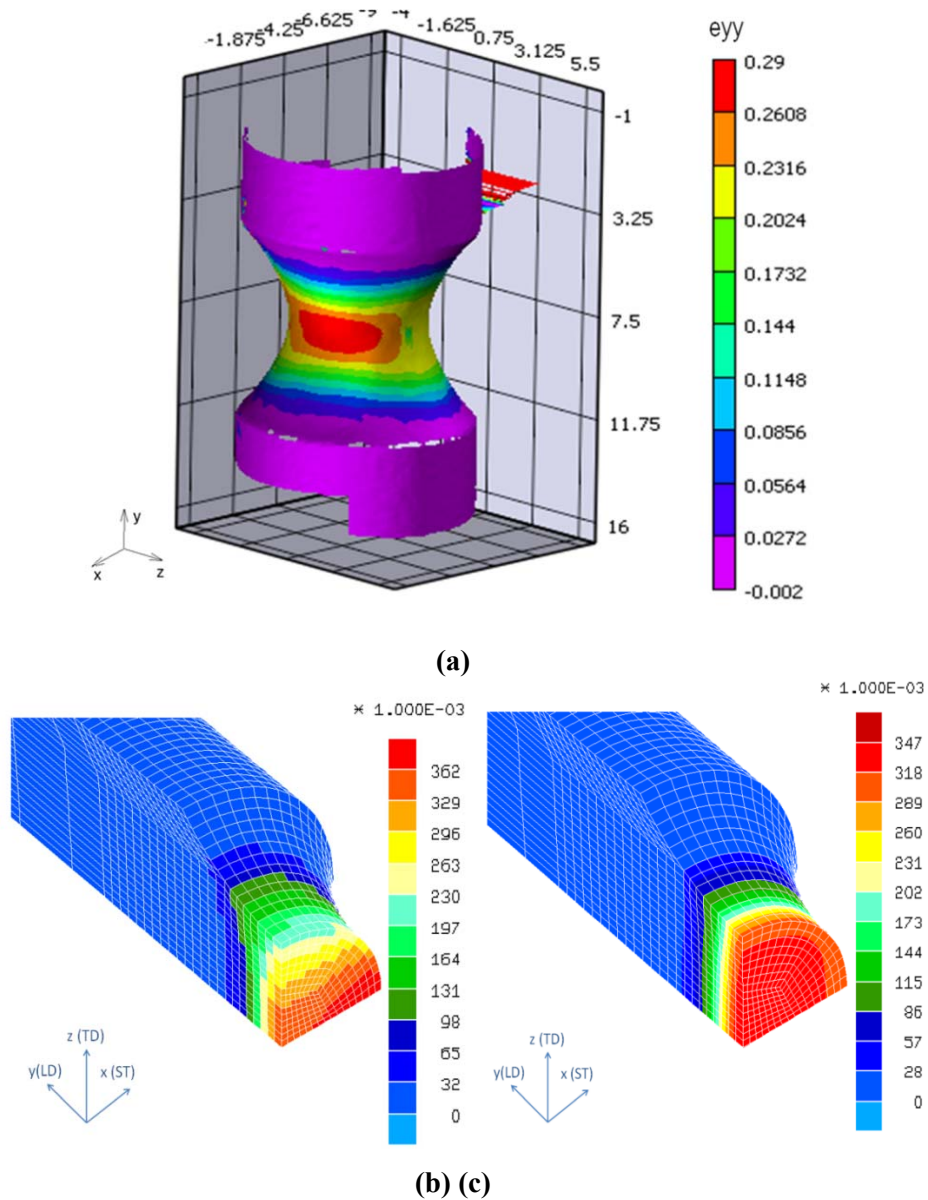 -1.875 -4.25 -6.625 -9 -4 -1.625 0.75 3.125 5.5
-1
3.25
7.5
11.75
16
eyy
0.29
0.2608
0.2316
0.2024
0.1732
0.144
0.1148
0.0856
0.0564
0.0272
-0.002
y
x
z
(a)
* 1.000E-03
362
329
296
263
230
197
164
131
98
65
32
0
z (TD)
y(LD)
x (ST)
* 1.000E-03
347
318
289
260
231
202
173
144
115
86
57
28
0
z (TD)
y(LD)
x (ST)
(b) (c)